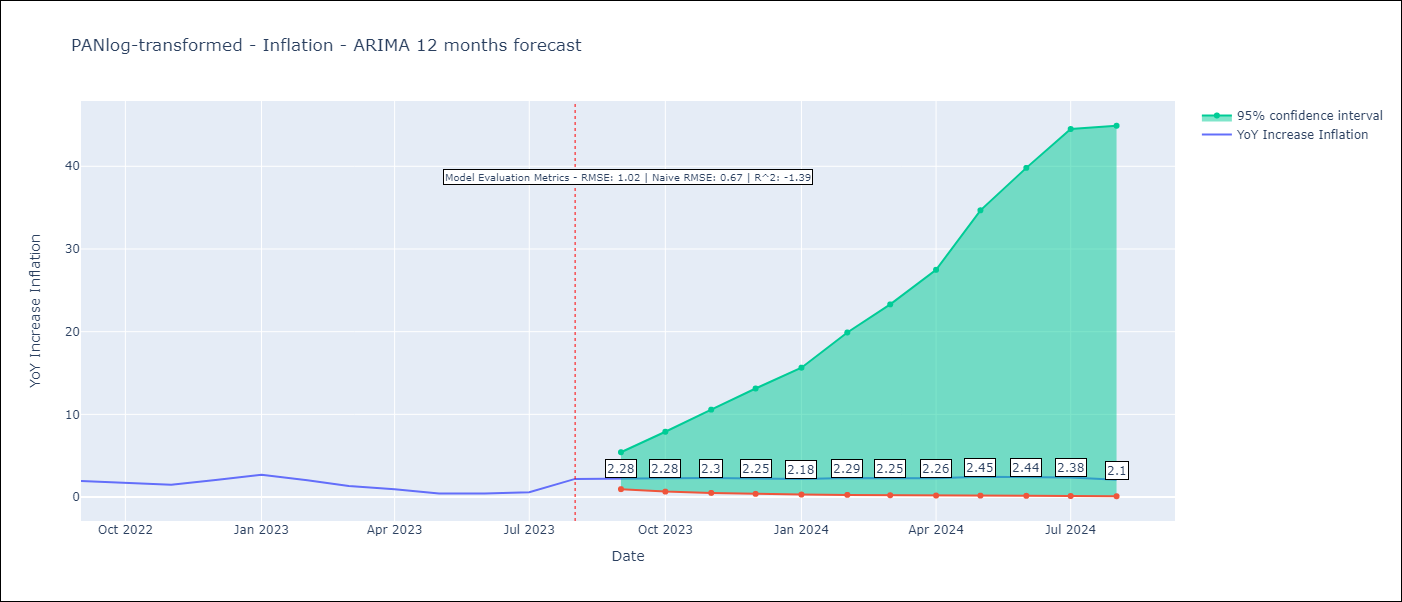 PANlog-transformed - Inflation - ARIMA 12 months forecast
95% confidence interval
YoY Increase Inflation
Model Evaluation Metrics - RMSE: 1.02 | Naive RMSE: 0.67 | R^2: -1.39
YoY Increase Inflation
40
30
20
10
0
2.28
2.28
2.3
2.25
2.18
2.29
2.25
2.26
2.45
2.44
2.38
2.1
Oct 2022
Jan 2023
Apr 2023
Jul 2023
Oct 2023
Jan 2024
Apr 2024
Jul 2024
Date